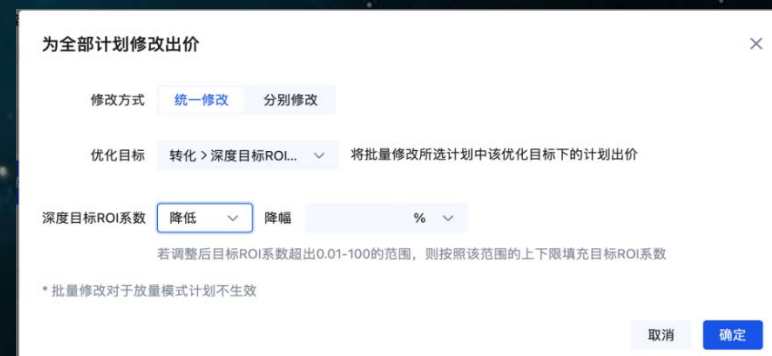 为全部计划修改出价
修改方式 统一修改 分别修改
优化目标 转化 > 深度目标ROI... 将批量修改所选计划中该优化目标下的计划出价
深度目标ROI系数 降低 降幅 %
若调整后目标ROI系数超出0.01-100的范围，则按照该范围的上下限填充目标ROI系数
* 批量修改对于放量模式计划不生效
取消 确定